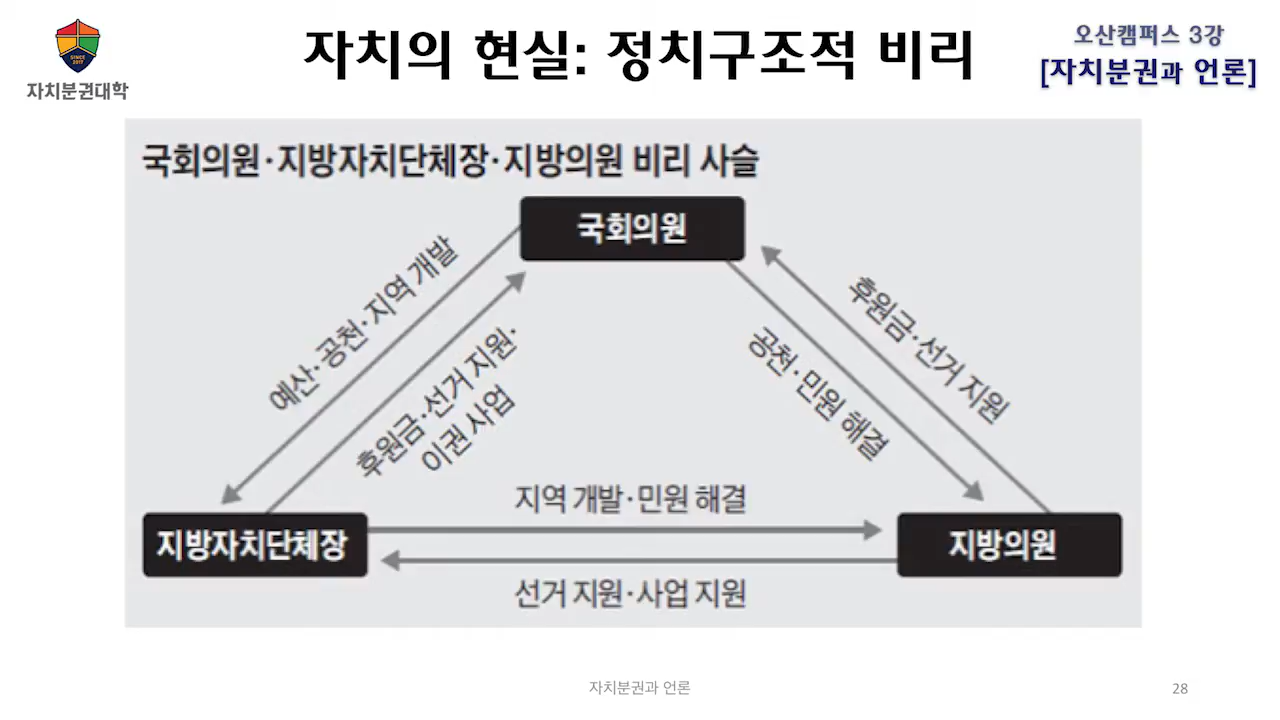 자치의 현실: 정치구조적 비리
오산캠퍼스 3강
[자치분권과 언론]
SINCE
2017
자치분권대학
국회의원·지방자치단체장·지방의원 비리 사슬
국회의원
예산·공천·지역 개발
후원금·선거 지원·
이권 사업
공천·민원 해결
후원금·선거 지원
지역 개발·민원 해결
지방자치단체장
지방의원
선거 지원·사업 지원
자치분권과 언론
28